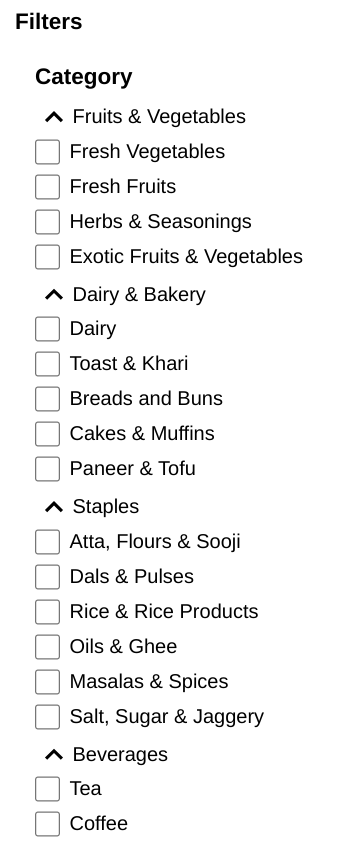 Filters
Category
Fruits & Vegetables
Fresh Vegetables
Fresh Fruits
Herbs & Seasonings
Exotic Fruits & Vegetables
Dairy & Bakery
Dairy
Toast & Khari
Breads and Buns
Cakes & Muffins
Paneer & Tofu
Staples
Atta, Flours & Sooji
Dals & Pulses
Rice & Rice Products
Oils & Ghee
Masalas & Spices
Salt, Sugar & Jaggery
Beverages
Tea
Coffee